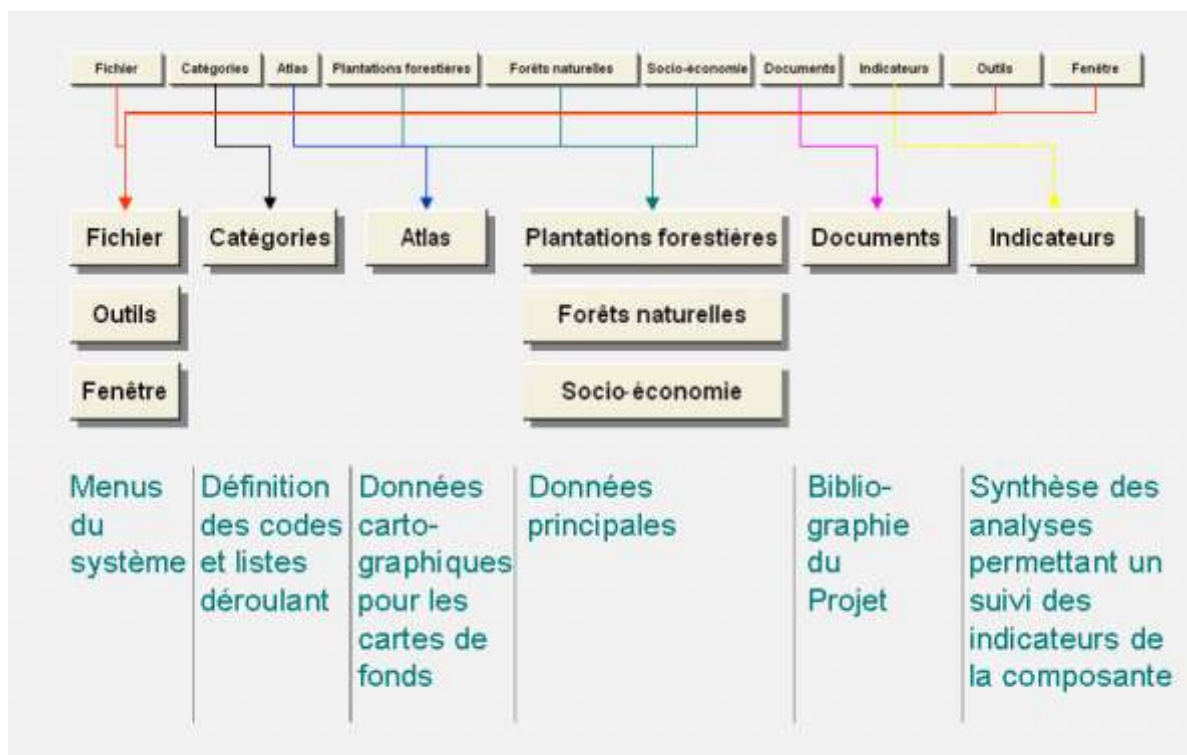 Fichier Catégories Atlas Plantations forestières Forêts naturelles Socio-économie Documents Indicateurs Outils Fenêtre
Fichier Catégories Atlas Plantations forestières Documents Indicateurs
Outils Forêts naturelles
Fenêtre Socio-économie
Menus
du
système
Définition
des codes
et listes
déroulant
Données
carto-
graphiques
pour les
cartes de
fonds
Données
principales
Biblio-
graphie
du
Projet
Synthèse des
analyses
permettant un
suivi des
indicateurs de
la composante